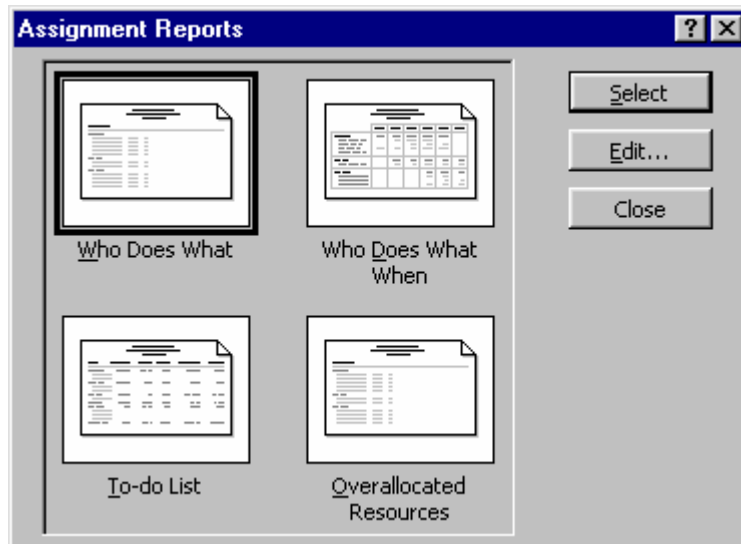 Assignment Reports
Select
Edit...
Close
Who Does What
Who Does What
When
To-do List
Overallocated
Resources